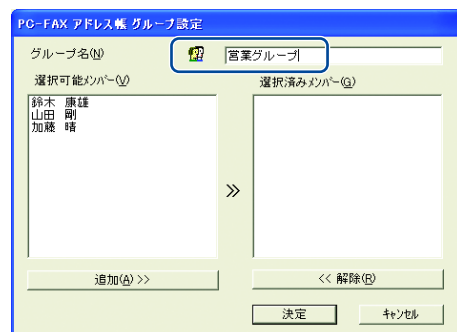 PC-FAX アドレス帳 グループ設定
グループ名(N) 営業グループ
選択可能メンバー(V) 選択済みメンバー(G)
鈴木 康雄
山田 剛
加藤 晴
»
追加(A) >> << 解除(R)
決定 キャンセル